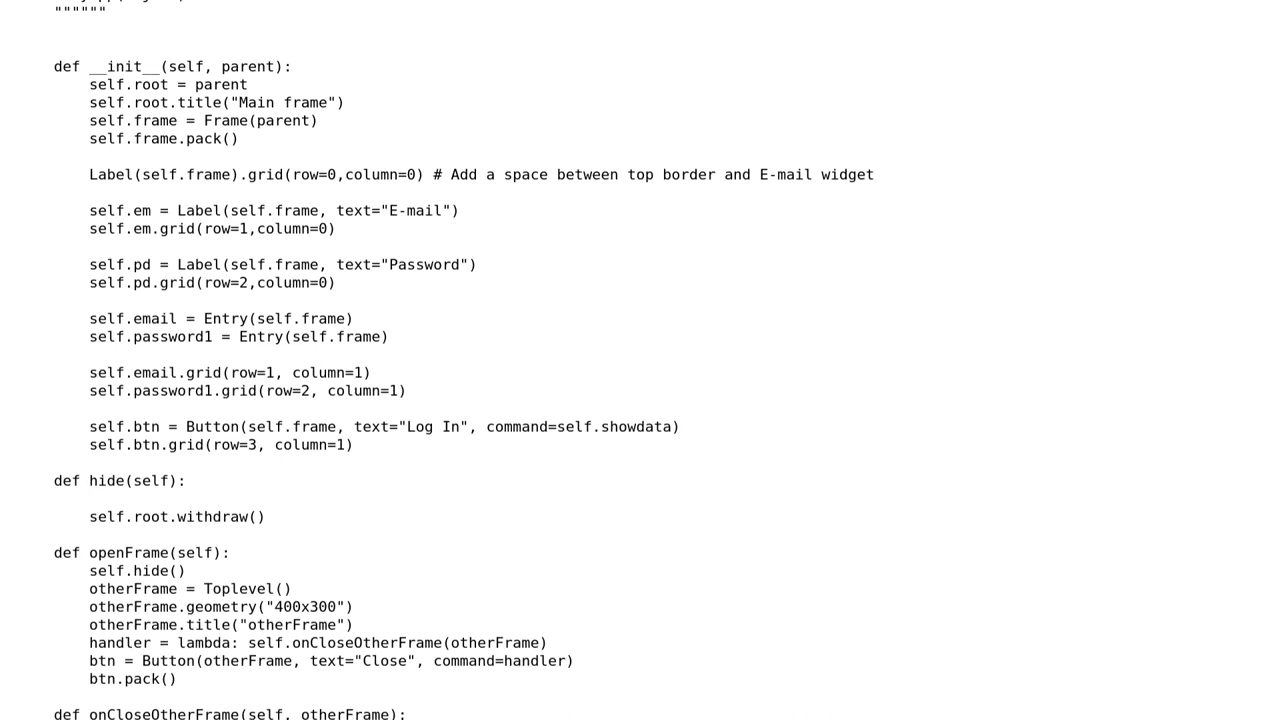 """"""
def __init__(self, parent):
self.root = parent
self.root.title("Main frame")
self.frame = Frame(parent)
self.frame.pack()
Label(self.frame).grid(row=0,column=0) # Add a space between top border and E-mail widget
self.em = Label(self.frame, text="E-mail")
self.em.grid(row=1,column=0)
self.pd = Label(self.frame, text="Password")
self.pd.grid(row=2,column=0)
self.email = Entry(self.frame)
self.password1 = Entry(self.frame)
self.email.grid(row=1, column=1)
self.password1.grid(row=2, column=1)
self.btn = Button(self.frame, text="Log In", command=self.showdata)
self.btn.grid(row=3, column=1)
def hide(self):
self.root.withdraw()
def openFrame(self):
self.hide()
otherFrame = Toplevel()
otherFrame.geometry("400x300")
otherFrame.title("otherFrame")
handler = lambda: self.onCloseOtherFrame(otherFrame)
btn = Button(otherFrame, text="Close", command=handler)
btn.pack()
def onCloseOtherFrame(self, otherFrame):